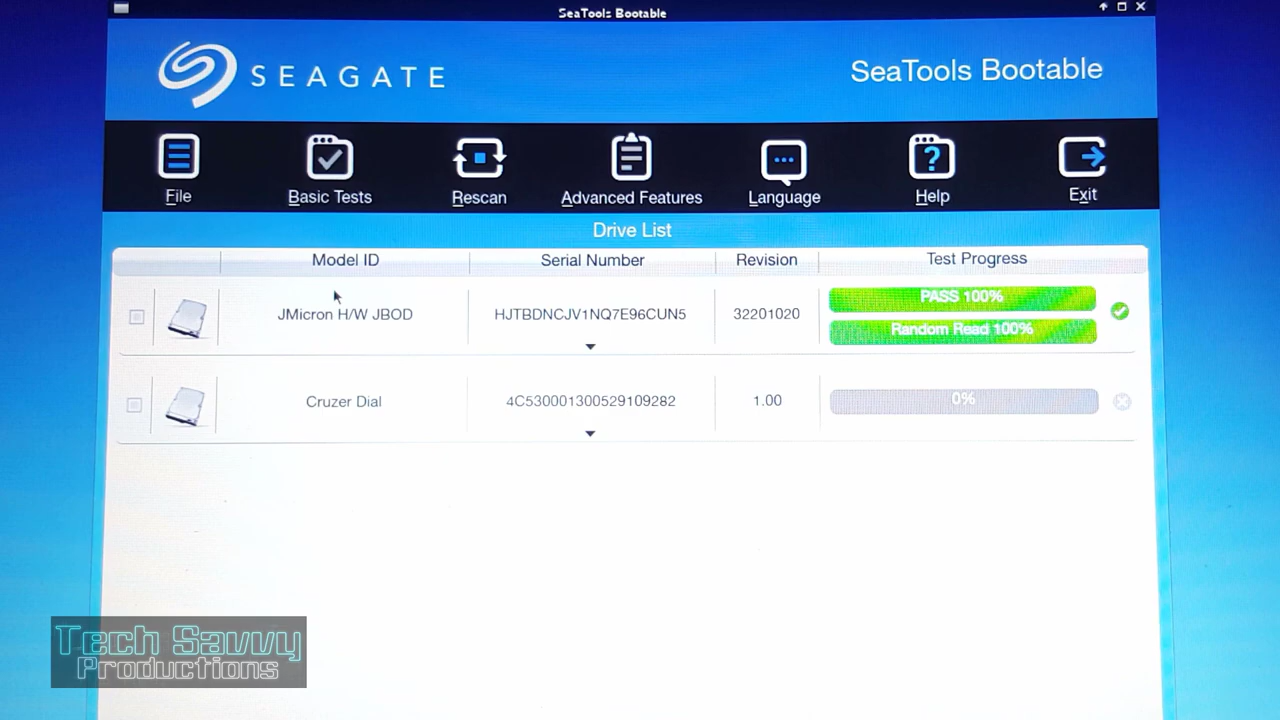 SeaTools Bootable
SEAGATE
SeaTools Bootable
File
Basic Tests
Rescan
Advanced Features
Language
Help
Exit
Drive List
Model ID
Serial Number
Revision
Test Progress
JMicron H/W JBOD
HJTBDNCJV1NQ7E96CUN5
32201020
PASS 100%
Random Read 100%
Cruzer Dial
4C530001300529109282
1.00
0%
Tech Savvy
Productions